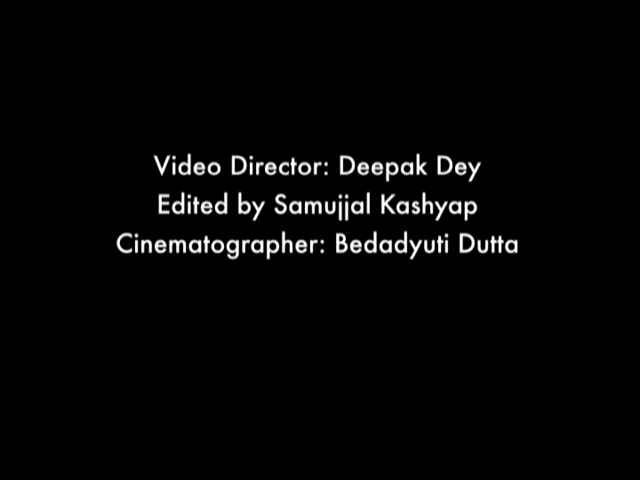 Video Director: Deepak Dey
Edited by Samujjal Kashyap
Cinematographer: Bedadyuti Dutta